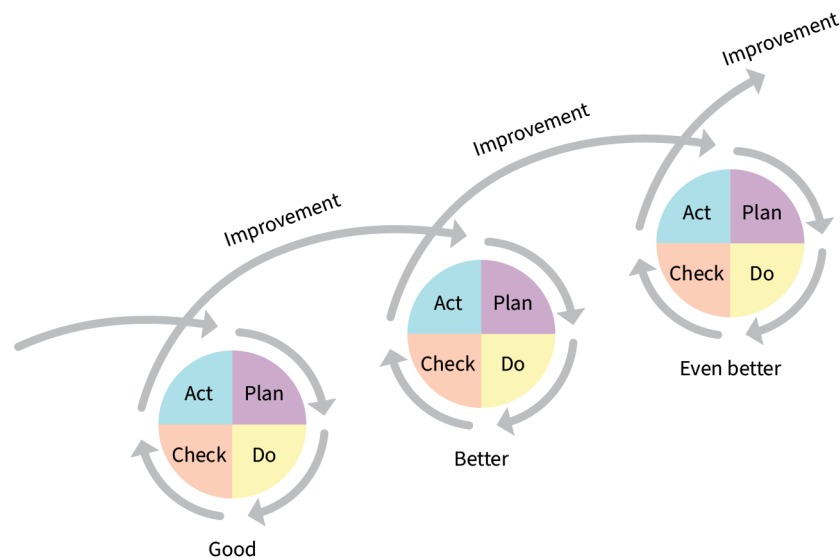 Improvement
Improvement
Improvement
Act
Plan
Check
Do
Good
Act
Plan
Check
Do
Better
Act
Plan
Check
Do
Even better